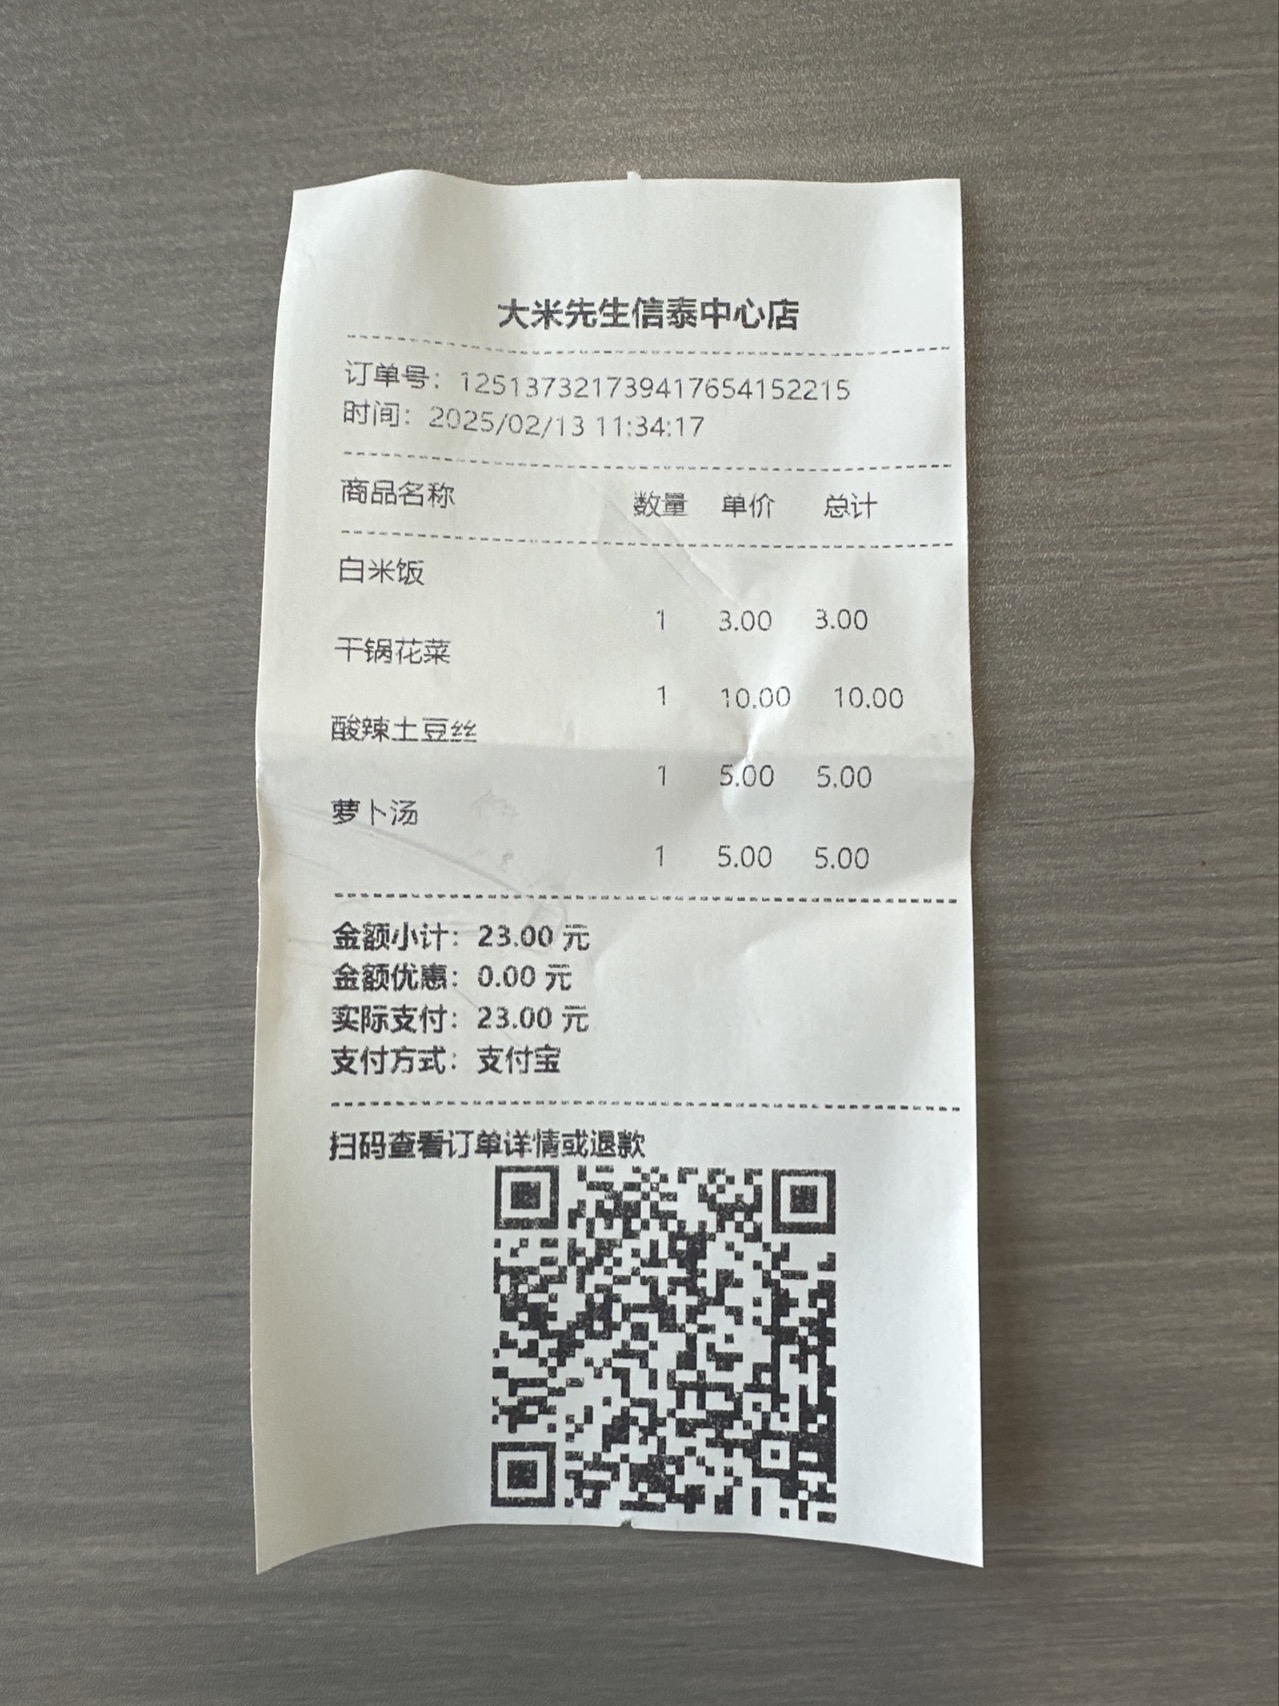 大米先生信泰中心店
订单号：125137321739417654152215
时间：2025/02/13 11:34:17
商品名称 数量 单价 总计
白米饭
1 3.00 3.00
干锅花菜
1 10.00 10.00
酸辣土豆丝
1 5.00 5.00
萝卜汤
1 5.00 5.00
金额小计：23.00 元
金额优惠：0.00 元
实际支付：23.00 元
支付方式：支付宝
扫码查看订单详情或退款